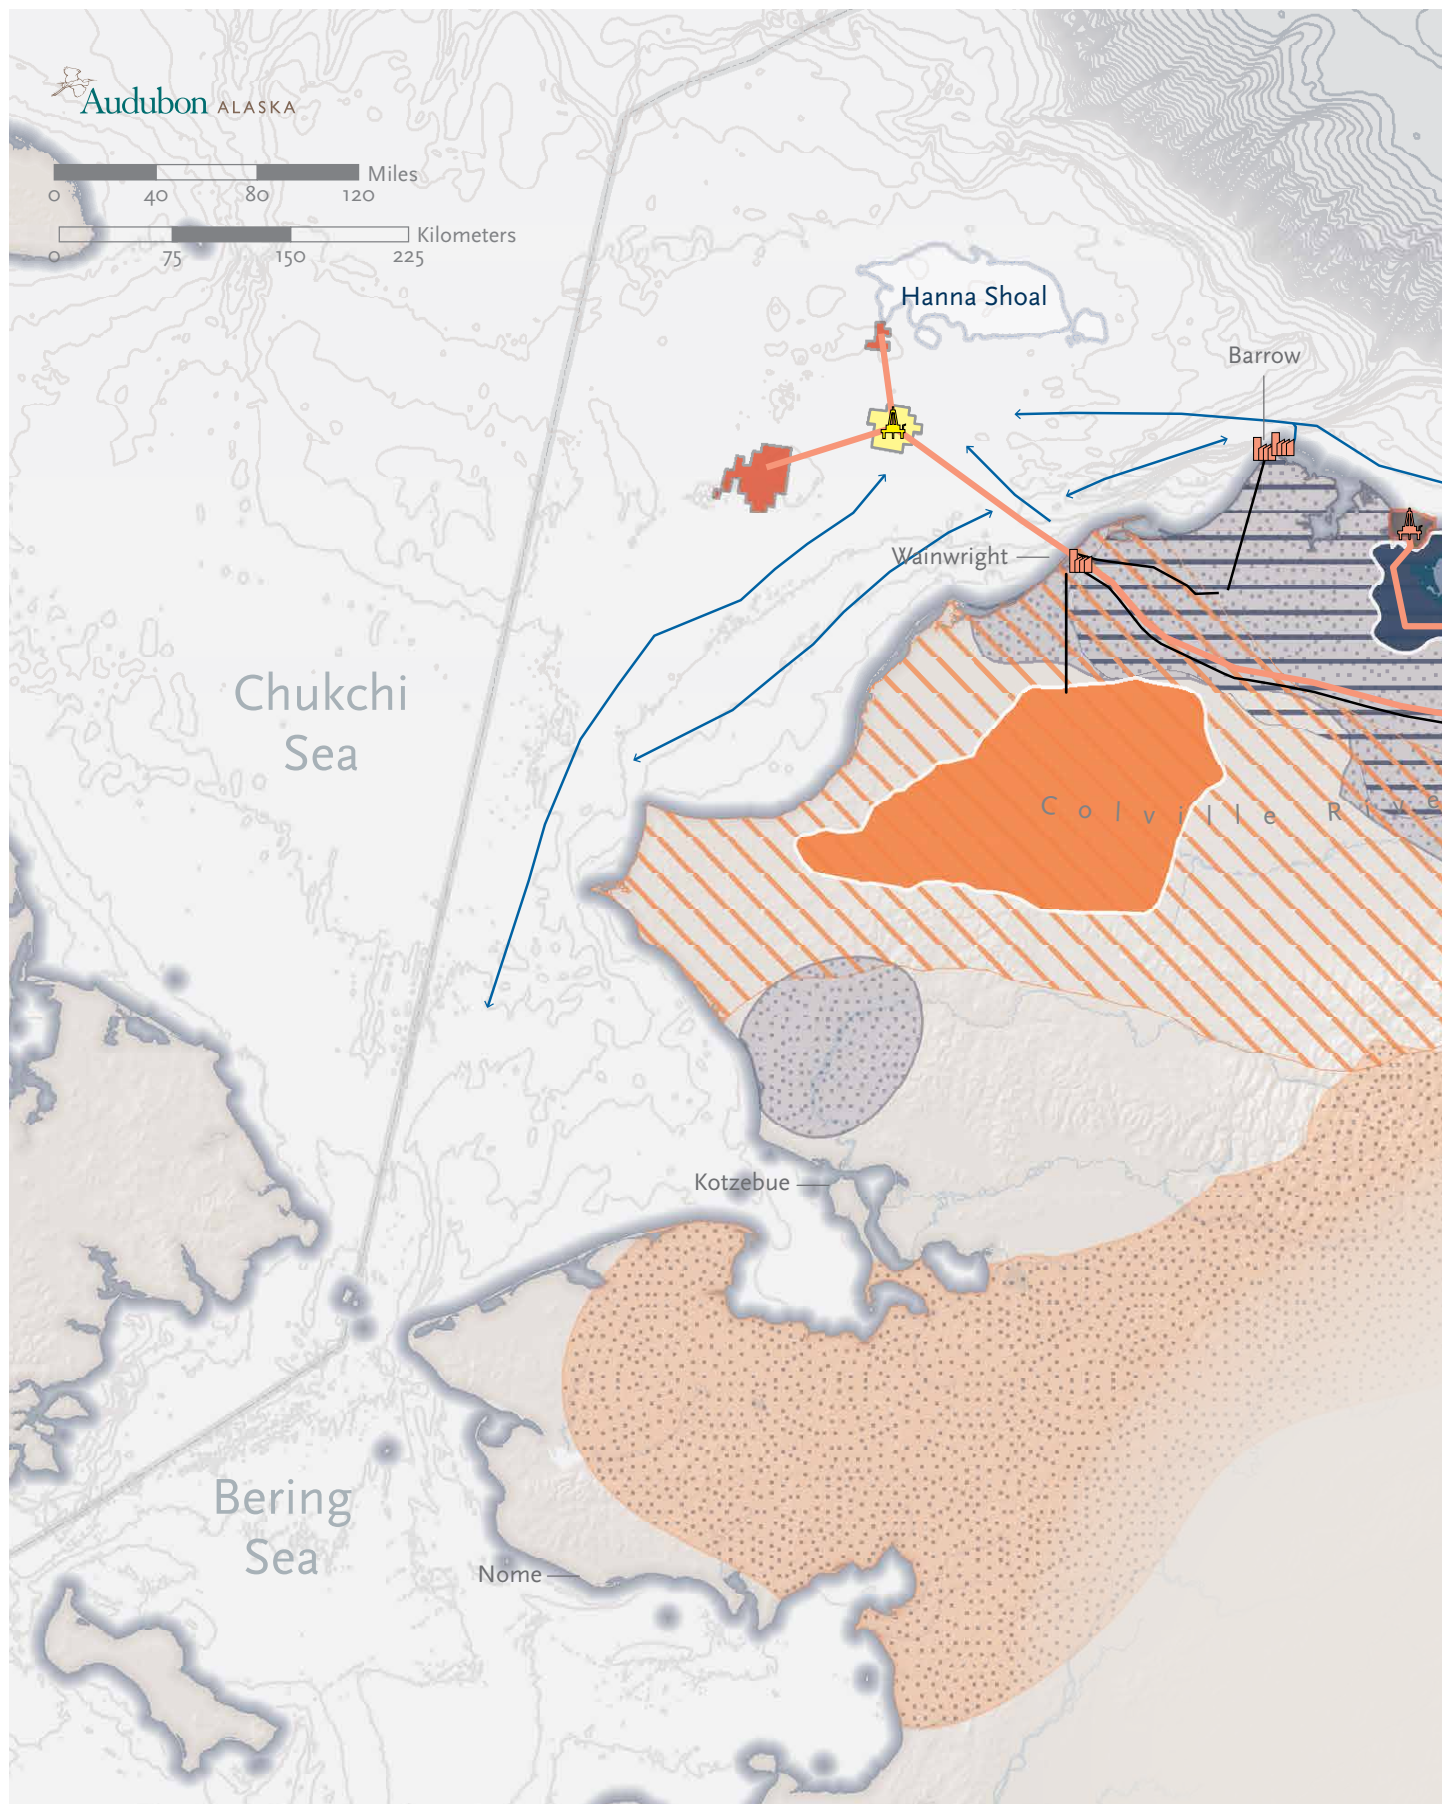 Audubon ALASKA
Miles
0 40 80 120
Kilometers
0 75 150 225
Hanna Shoal
Barrow
Wainwright
Chukchi
Sea
Colville Rive
Kotzebue
Bering
Sea
Nome